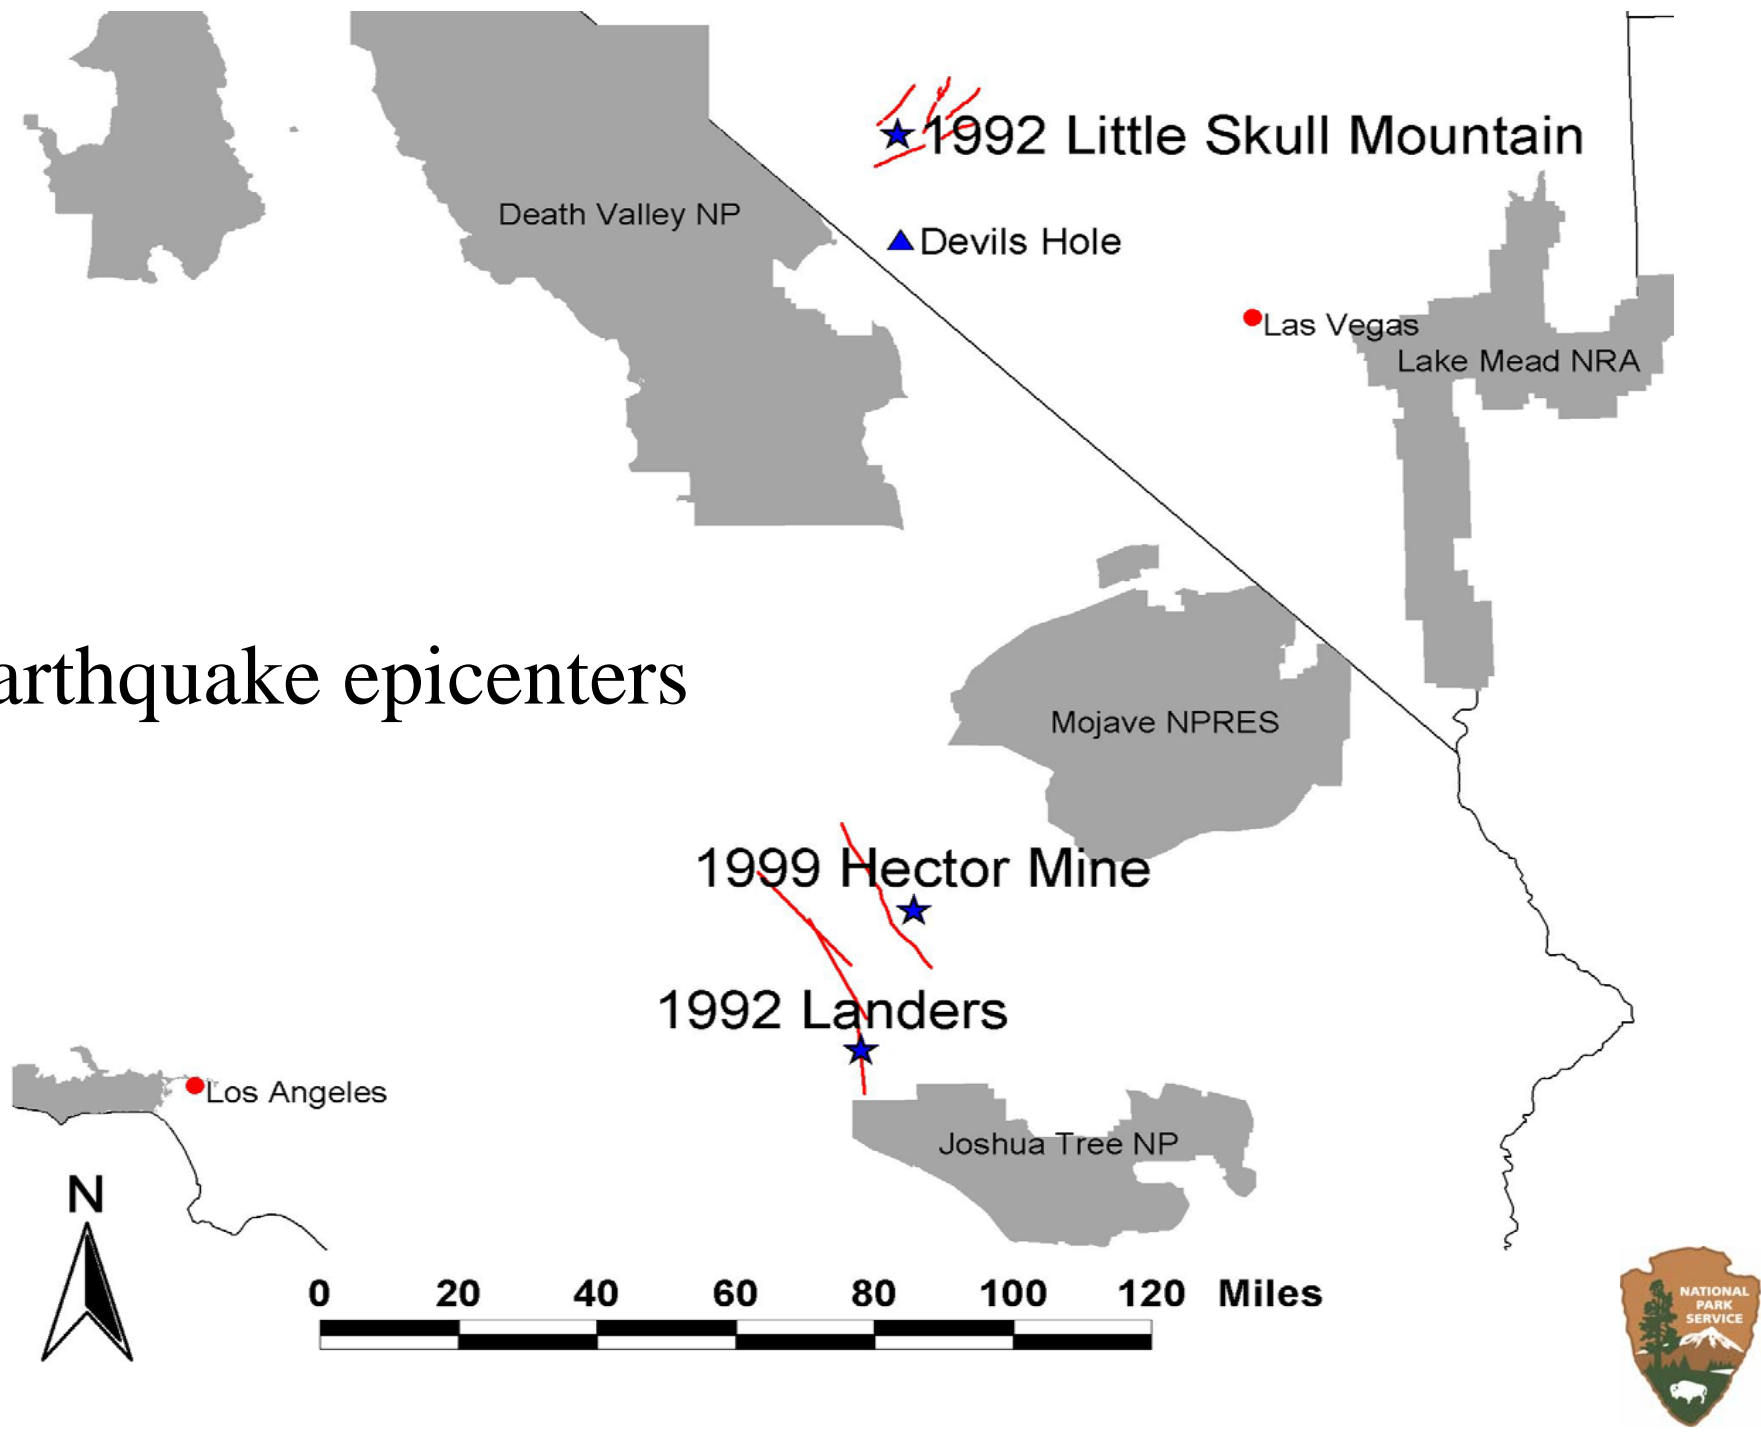 1992 Little Skull Mountain
Death Valley NP
Devils Hole
Las Vegas
Lake Mead NRA
arthquake epicenters
Mojave NPRES
1999 Hector Mine
1992 Landers
Los Angeles
Joshua Tree NP
N
0 20 40 60 80 100 120 Miles
NATIONAL
PARK
SERVICE